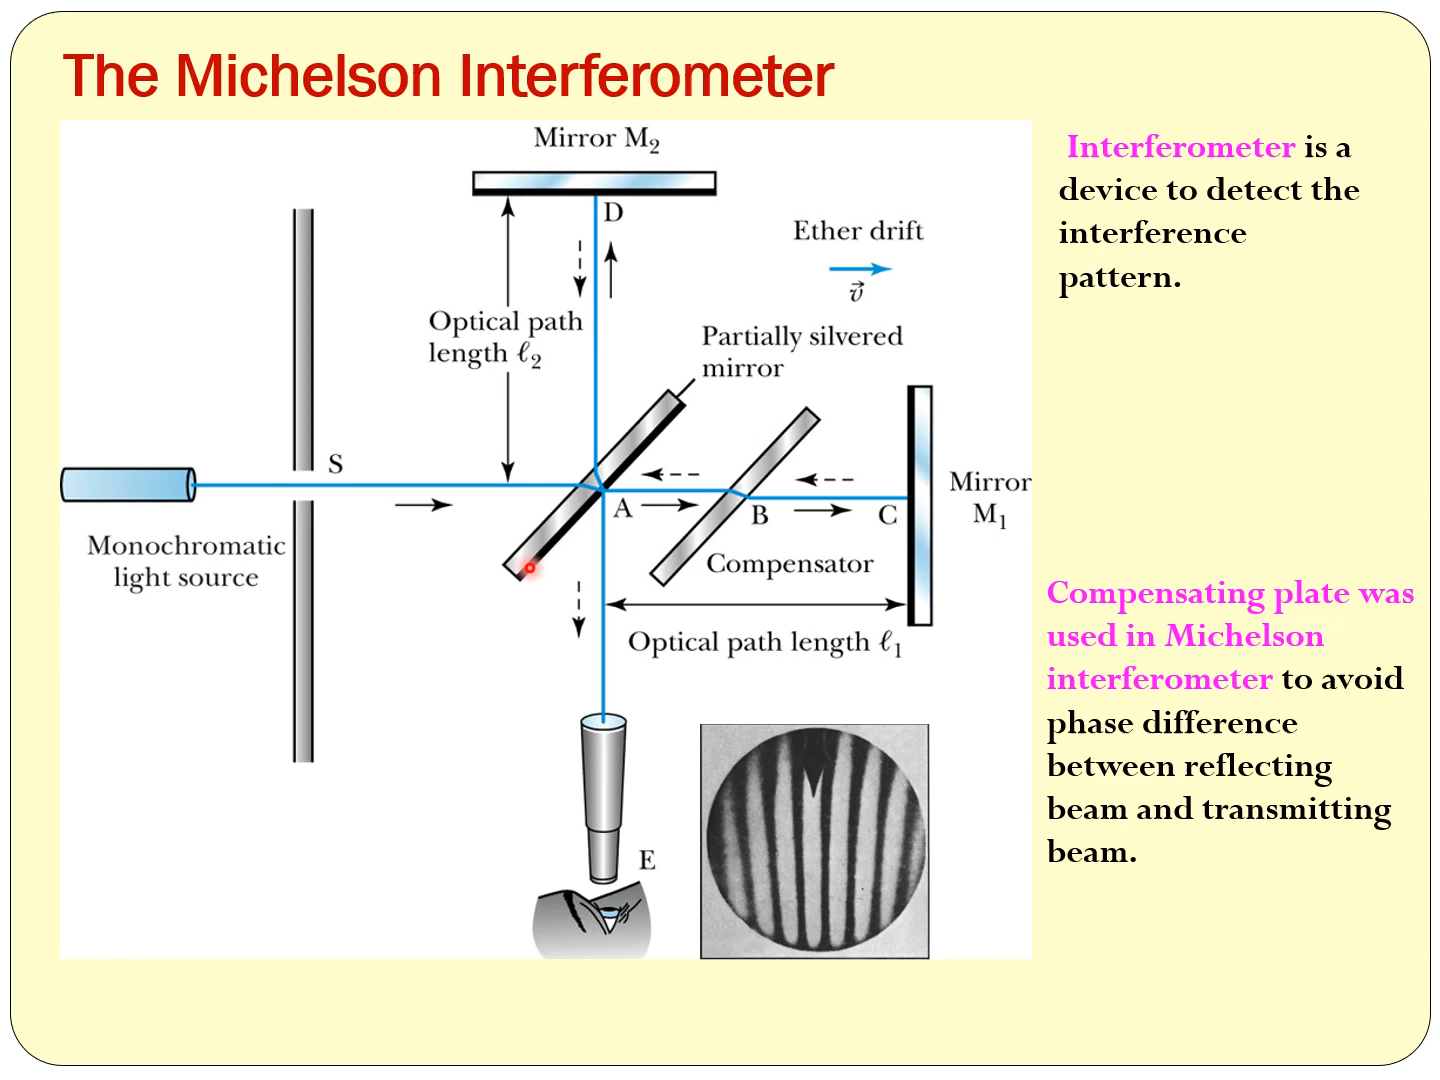 The Michelson Interferometer
Mirror M₂
D
Ether drift
v⃗
Optical path
length ℓ₂
Partially silvered
mirror
S
A
B
C
Mirror
M₁
Monochromatic
light source
Compensator
Optical path length ℓ₁
E
Interferometer is a
device to detect the
interference
pattern.
Compensating plate was
used in Michelson
interferometer to avoid
phase difference
between reflecting
beam and transmitting
beam.